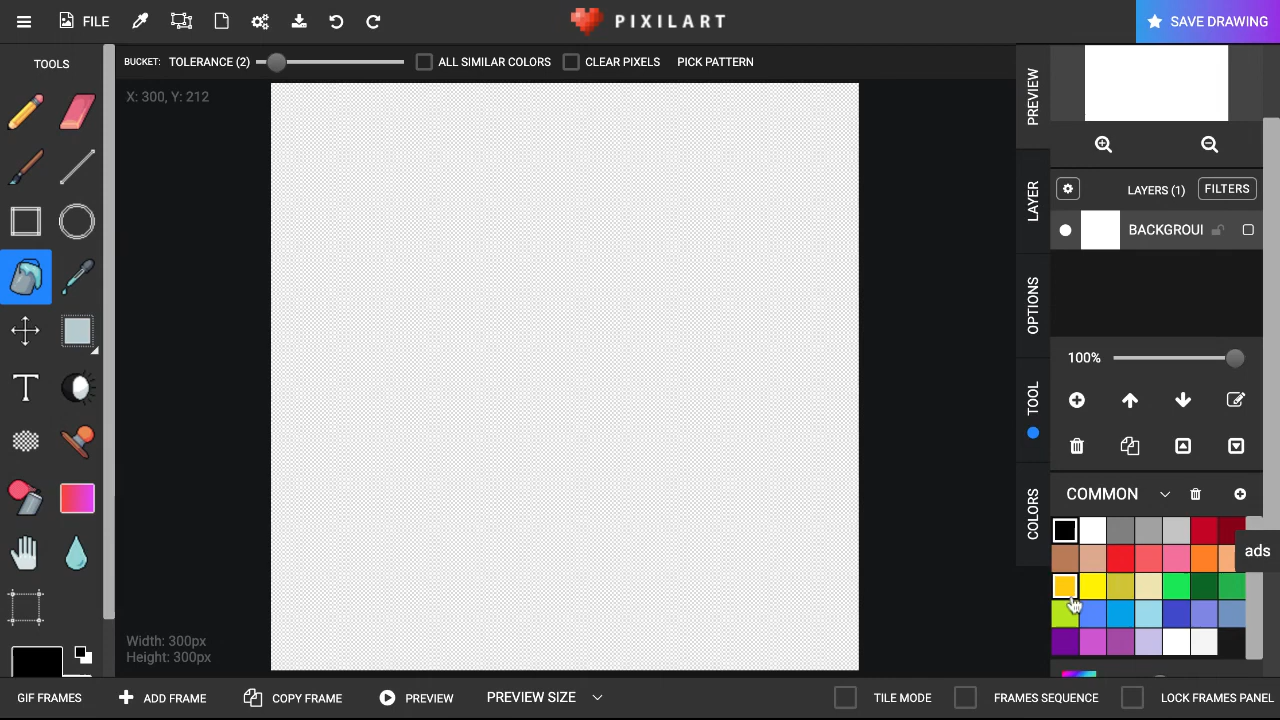 FILE
PIXILART
SAVE DRAWING
TOOLS
BUCKET: TOLERANCE (2)
ALL SIMILAR COLORS
CLEAR PIXELS
PICK PATTERN
X: 300, Y: 212
PREVIEW
LAYERS (1)
FILTERS
LAYER
BACKGROUI
OPTIONS
100%
TOOL
COMMON
COLORS
ads
Width: 300px
Height: 300px
GIF FRAMES
ADD FRAME
COPY FRAME
PREVIEW
PREVIEW SIZE
TILE MODE
FRAMES SEQUENCE
LOCK FRAMES PANEL